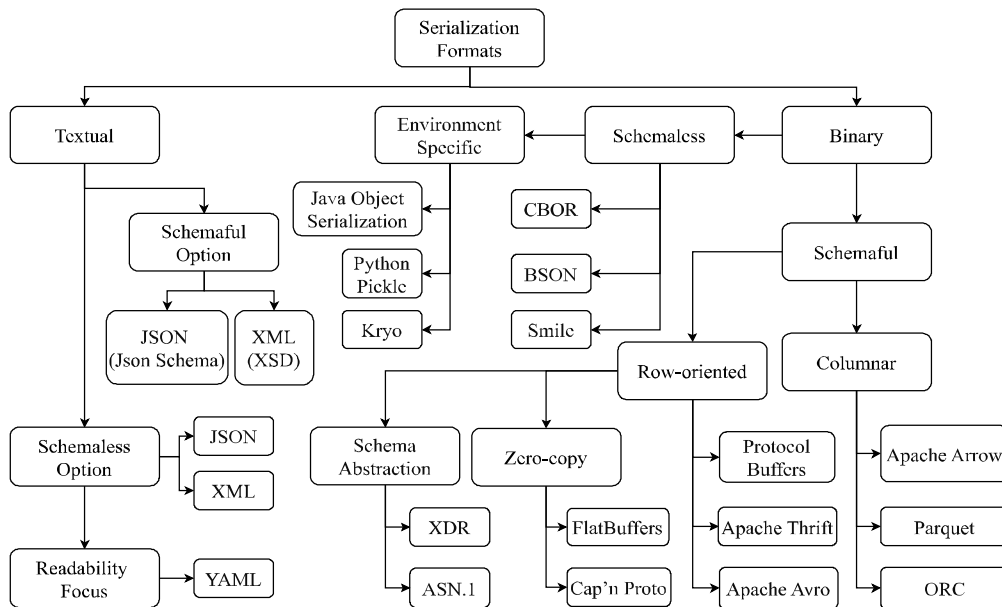 Serialization
Formats
Textual
Environment
Specific
Schemaless
Binary
Java Object
Serialization
CBOR
Schemaful
Option
Schemaful
Python
Pickle
BSON
JSON
(Json Schema)
XML
(XSD)
Kryo
Smile
Row-oriented
Columnar
Schemaless
Option
JSON
XML
Schema
Abstraction
Zero-copy
Protocol
Buffers
Apache Arrow
XDR
FlatBuffers
Apache Thrift
Parquet
Readability
Focus
YAML
ASN.1
Cap'n Proto
Apache Avro
ORC